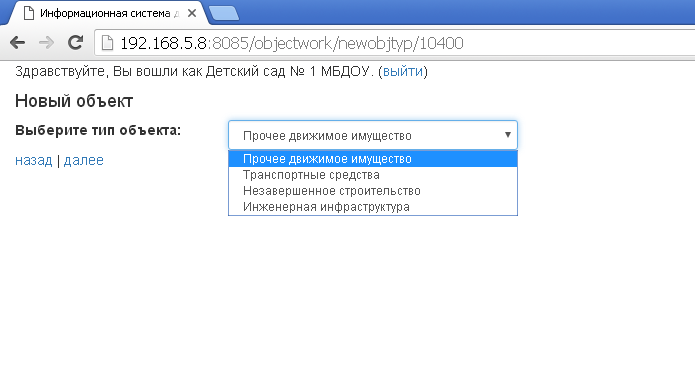 Информационная система д
192.168.5.8:8085/objectwork/newobjtyp/10400
Здравствуйте, Вы вошли как Детский сад № 1 МБДОУ. (выйти)
Новый объект
Выберите тип объекта:
Прочее движимое имущество
Прочее движимое имущество
Транспортные средства
Незавершенное строительство
Инженерная инфраструктура
назад | далее